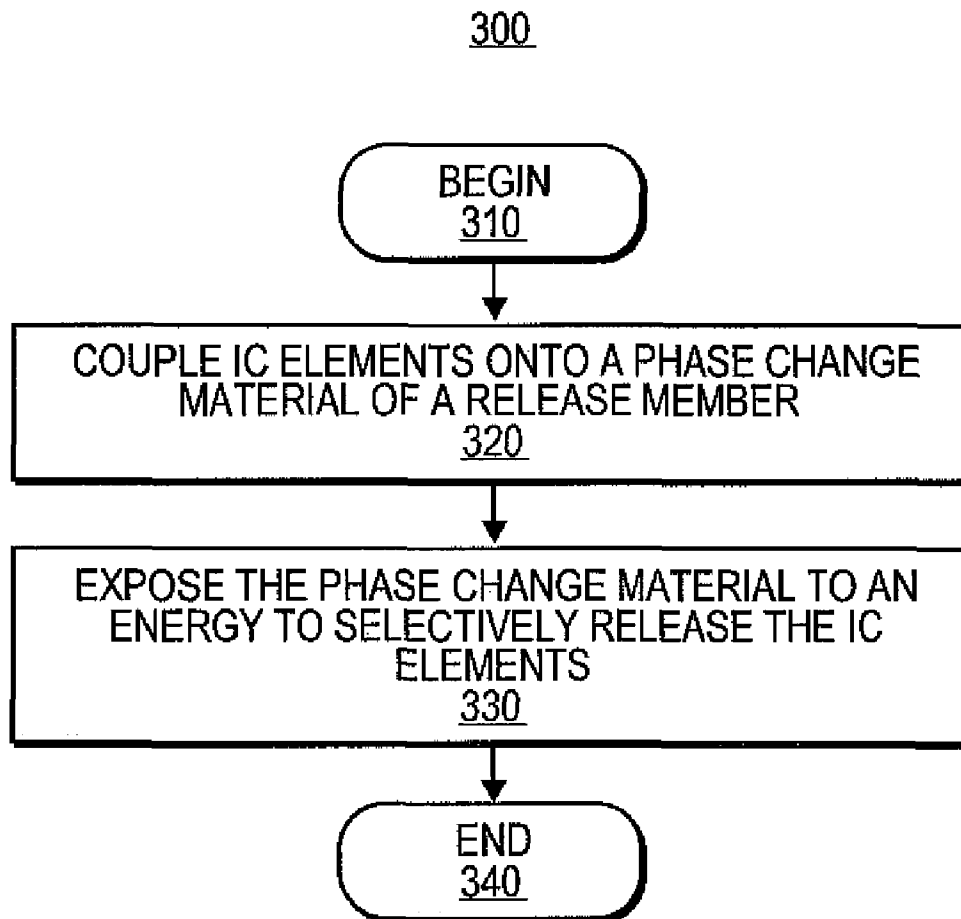 300
BEGIN
310
COUPLE IC ELEMENTS ONTO A PHASE CHANGE
MATERIAL OF A RELEASE MEMBER
320
EXPOSE THE PHASE CHANGE MATERIAL TO AN
ENERGY TO SELECTIVELY RELEASE THE IC
ELEMENTS
330
END
340